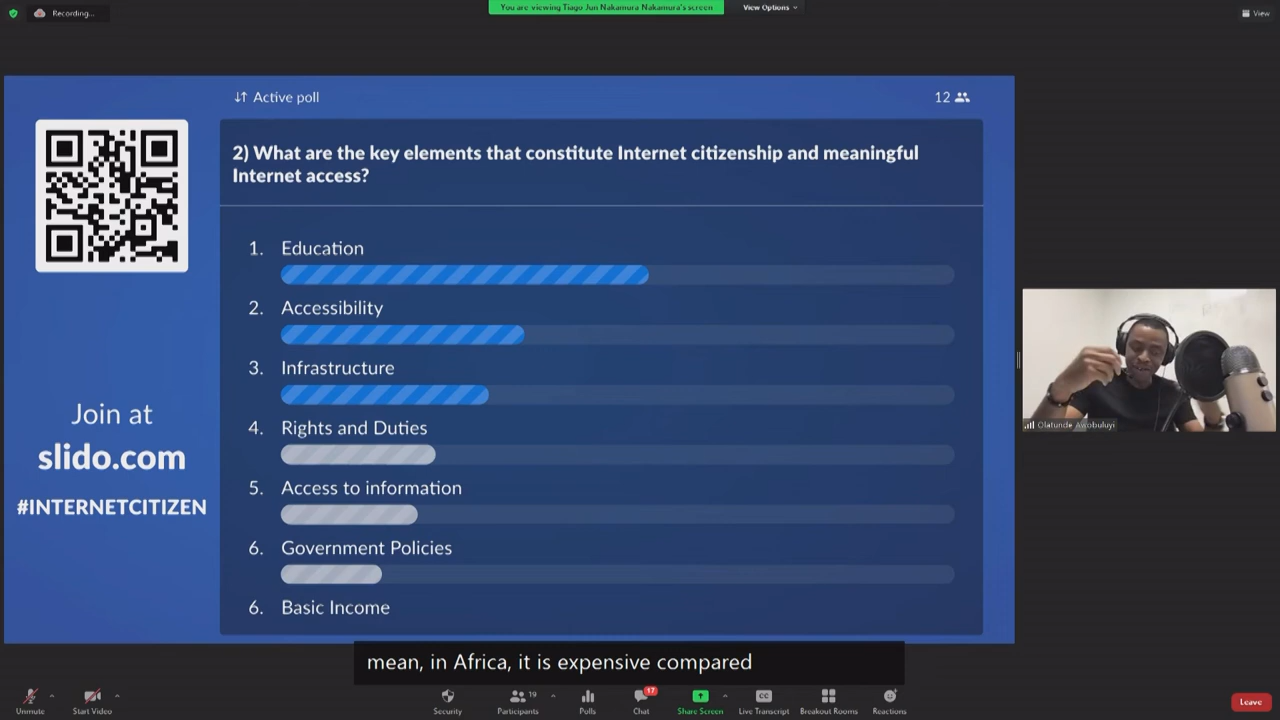 Recording...
You are viewing Tiago Jun Nakamura Nakamura's screen
View Options
View
Active poll
12
2) What are the key elements that constitute Internet citizenship and meaningful
Internet access?
1. Education
2. Accessibility
3. Infrastructure
4. Rights and Duties
5. Access to information
6. Government Policies
6. Basic Income
Join at
slido.com
#INTERNETCITIZEN
Olatunde Awobuluyi
mean, in Africa, it is expensive compared
Unmute
Start Video
Security
Participants
19
Polls
Chat
17
Share Screen
CC
Live Transcript
Breakout Rooms
Reactions
Leave